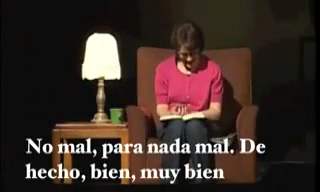 No mal, para nada mal. De
hecho, bien, muy bien